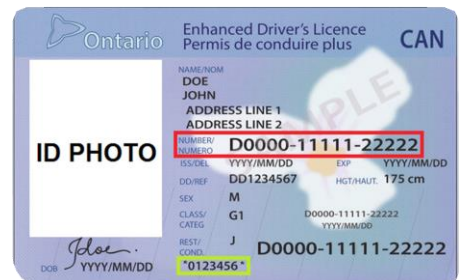 Ontario
Enhanced Driver's Licence
Permis de conduire plus
CAN
NAME/NOM
DOE
JOHN
ADDRESS LINE 1
ADDRESS LINE 2
NUMBER/
NUMERO
D0000-11111-22222
ID PHOTO
ISS/DEL YYYY/MM/DD EXP YYYY/MM/DD
DD/REF DD1234567 HGT/HAUT. 175 cm
SEX M
CLASS/
CATEG
G1
D0000-11111-22222
YYYY/MM/DD
REST/
COND.
J
D0000-11111-22222
Jdoe
DOB YYYY/MM/DD
*0123456*
SAMPLE